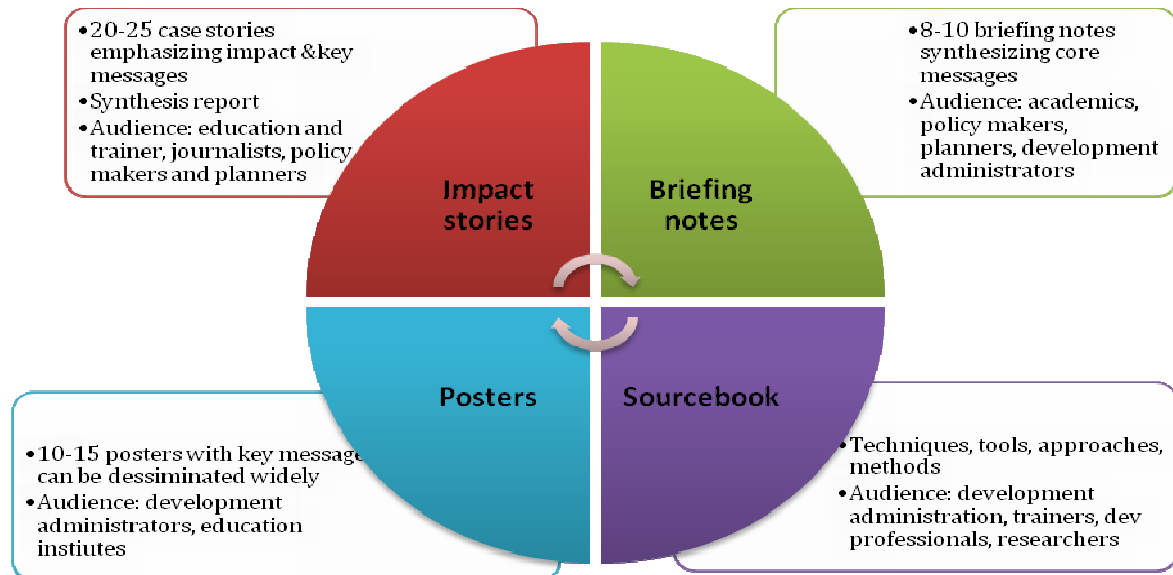 •20-25 case stories
emphasizing impact &key
messages
•Synthesis report
•Audience: education and
trainer, journalists, policy
makers and planners
•8-10 briefing notes
synthesizing core
messages
•Audience: academics,
policy makers,
planners, development
administrators
Impact
stories
Briefing
notes
Posters
Sourcebook
•10-15 posters with key message
can be dessiminated widely
•Audience: development
administrators, education
instiutes
•Techniques, tools, approaches,
methods
•Audience: development
administration, trainers, dev
professionals, researchers